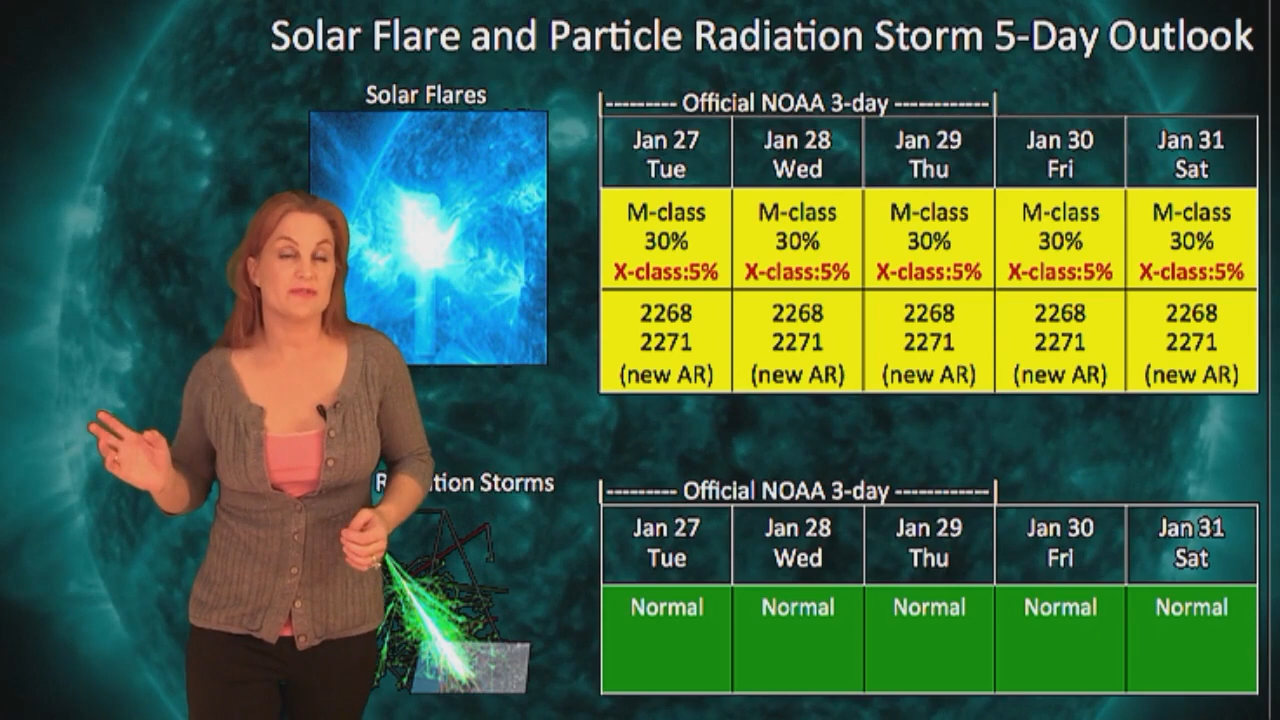 Solar Flare and Particle Radiation Storm 5-Day Outlook
Solar Flares
|--------- Official NOAA 3-day ------------|
Jan 27 Jan 28 Jan 29 Jan 30 Jan 31
Tue Wed Thu Fri Sat
M-class M-class M-class M-class M-class
30% 30% 30% 30% 30%
X-class:5% X-class:5% X-class:5% X-class:5% X-class:5%
2268 2268 2268 2268 2268
2271 2271 2271 2271 2271
(new AR) (new AR) (new AR) (new AR) (new AR)
R tion Storms
|--------- Official NOAA 3-day ------------|
Jan 27 Jan 28 Jan 29 Jan 30 Jan 31
Tue Wed Thu Fri Sat
Normal Normal Normal Normal Normal